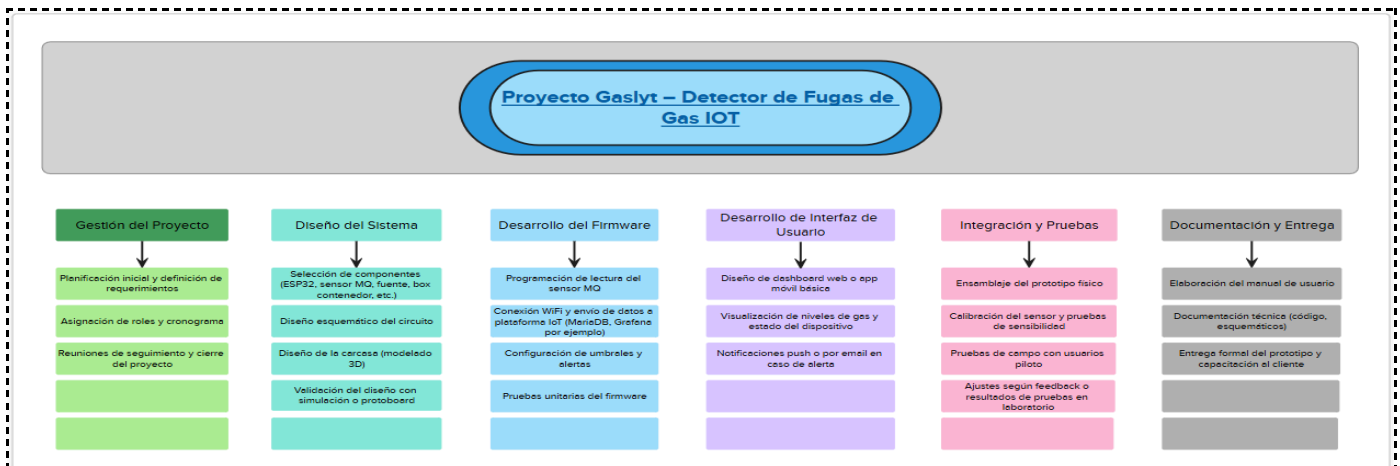 Proyecto Gaslyt – Detector de Fugas de
Gas IOT
Gestión del Proyecto
Planificación inicial y definición de
requerimientos
Asignación de roles y cronograma
Reuniones de seguimiento y cierre
del proyecto
Diseño del Sistema
Selección de componentes
(ESP32, sensor MQ, fuente, box
contenedor, etc.)
Diseño esquemático del circuito
Diseño de la carcasa (modelado
3D)
Validación del diseño con
simulación o protoboard
Desarrollo del Firmware
Programación de lectura del
sensor MQ
Conexión WiFi y envío de datos a
plataforma IoT (MariaDB, Grafana
por ejemplo)
Configuración de umbrales y
alertas
Pruebas unitarias del firmware
Desarrollo de Interfaz de
Usuario
Diseño de dashboard web o app
móvil básica
Visualización de niveles de gas y
estado del dispositivo
Notificaciones push o por email en
caso de alerta
Integración y Pruebas
Ensamblaje del prototipo físico
Calibración del sensor y pruebas
de sensibilidad
Pruebas de campo con usuarios
piloto
Ajustes según feedback o
resultados de pruebas en
laboratorio
Documentación y Entrega
Elaboración del manual de usuario
Documentación técnica (código,
esquemáticos)
Entrega formal del prototipo y
capacitación al cliente